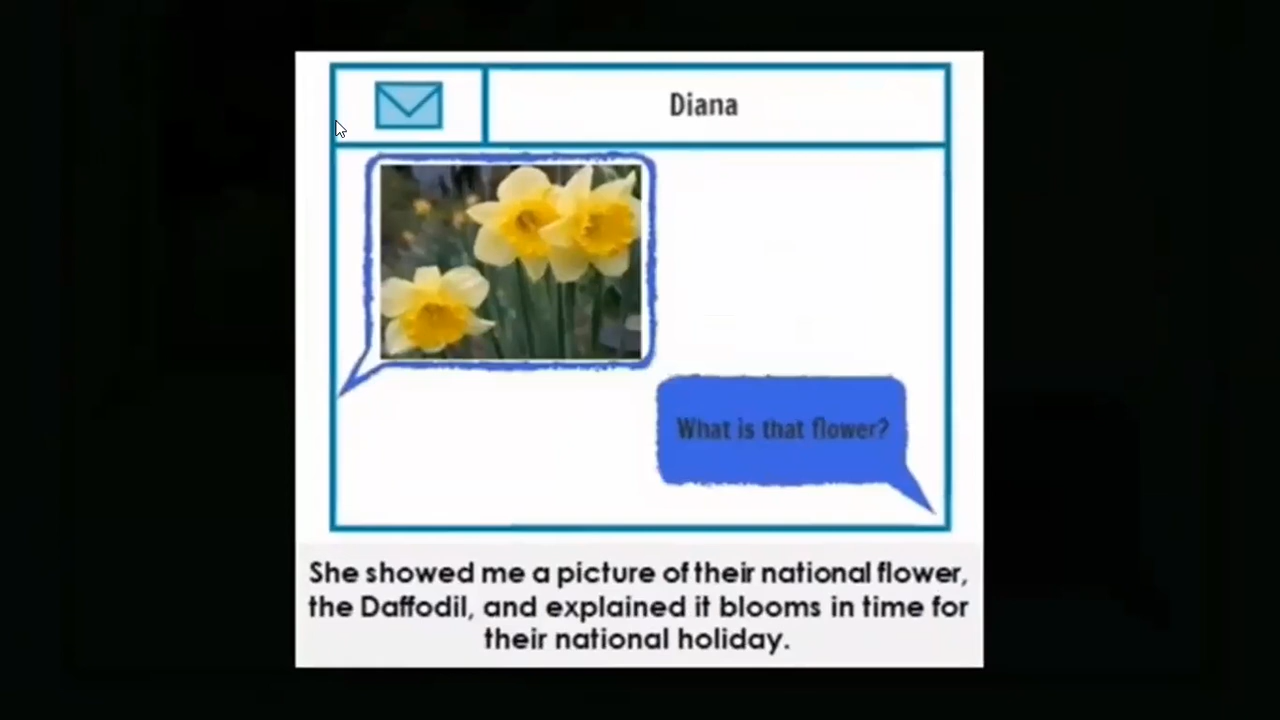 Diana
What is that flower?
She showed me a picture of their national flower,
the Daffodil, and explained it blooms in time for
their national holiday.